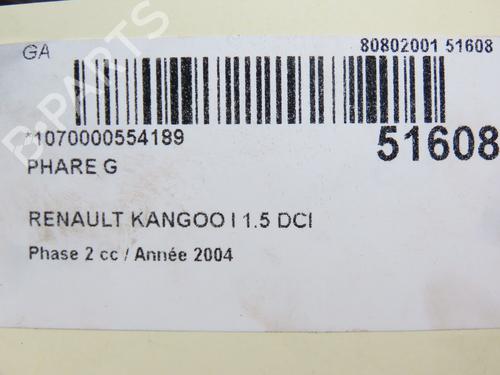 GA
80802001 51608
*1070000554189
51608
PHARE G
RENAULT KANGOO I 1.5 DCI
Phase 2 cc / Année 2004
B-PARTS